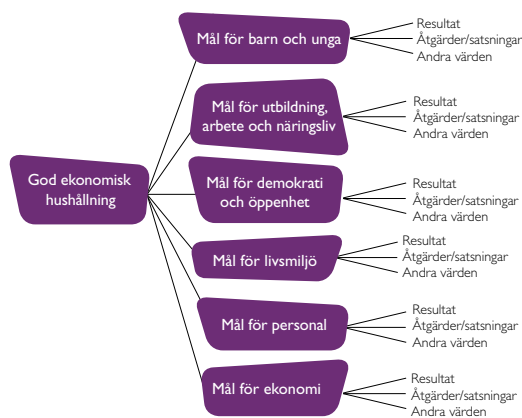 God ekonomisk
hushållning
Mål för barn och unga
Resultat
Åtgärder/satsningar
Andra värden
Mål för utbildning,
arbete och näringsliv
Resultat
Åtgärder/satsningar
Andra värden
Mål för demokrati
och öppenhet
Resultat
Åtgärder/satsningar
Andra värden
Mål för livsmiljö
Resultat
Åtgärder/satsningar
Andra värden
Mål för personal
Resultat
Åtgärder/satsningar
Andra värden
Mål för ekonomi
Resultat
Åtgärder/satsningar
Andra värden